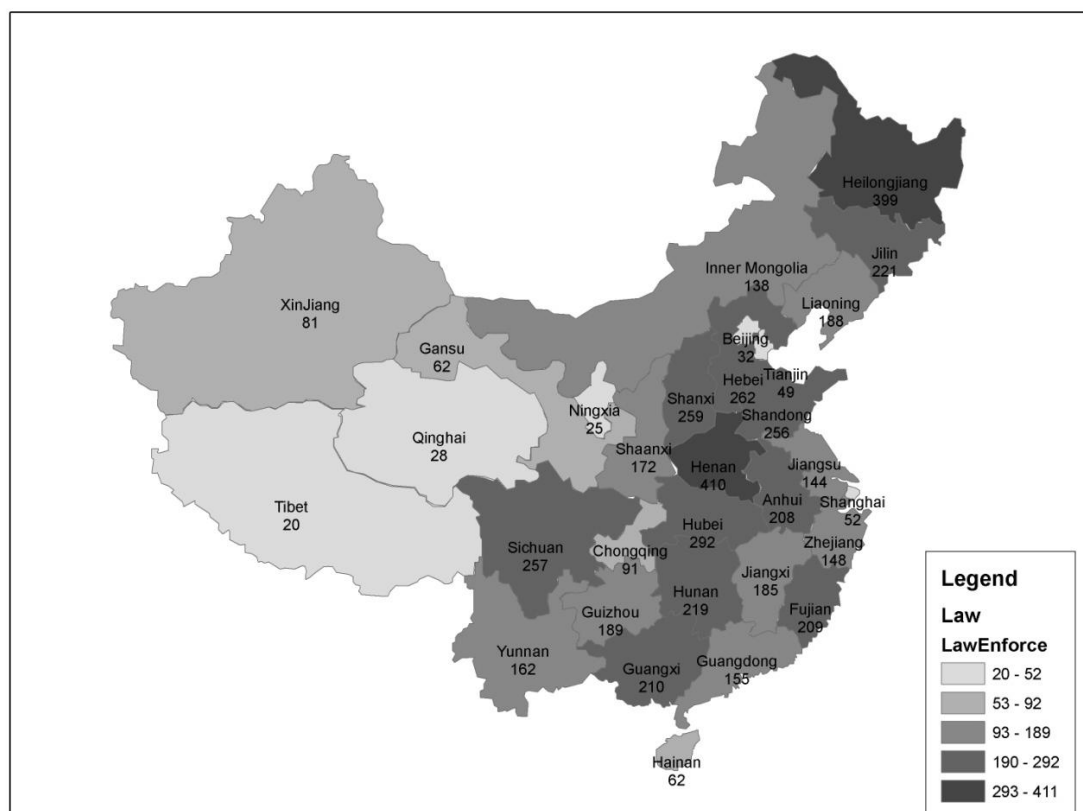 Heilongjiang
399
Jilin
221
Inner Mongolia
138
Liaoning
188
XinJiang
81
Gansu
62
Beijing
32
Tianjin
49
Hebei
262
Shanxi
259
Shandong
256
Ningxia
25
Qinghai
28
Shaanxi
172
Henan
410
Jiangsu
144
Anhui
208
Shanghai
52
Tibet
20
Sichuan
257
Chongqing
91
Hubei
292
Zhejiang
148
Jiangxi
185
Hunan
219
Guizhou
189
Fujian
209
Yunnan
162
Guangxi
210
Guangdong
155
Hainan
62
Legend
Law
LawEnforce
20 - 52
53 - 92
93 - 189
190 - 292
293 - 411